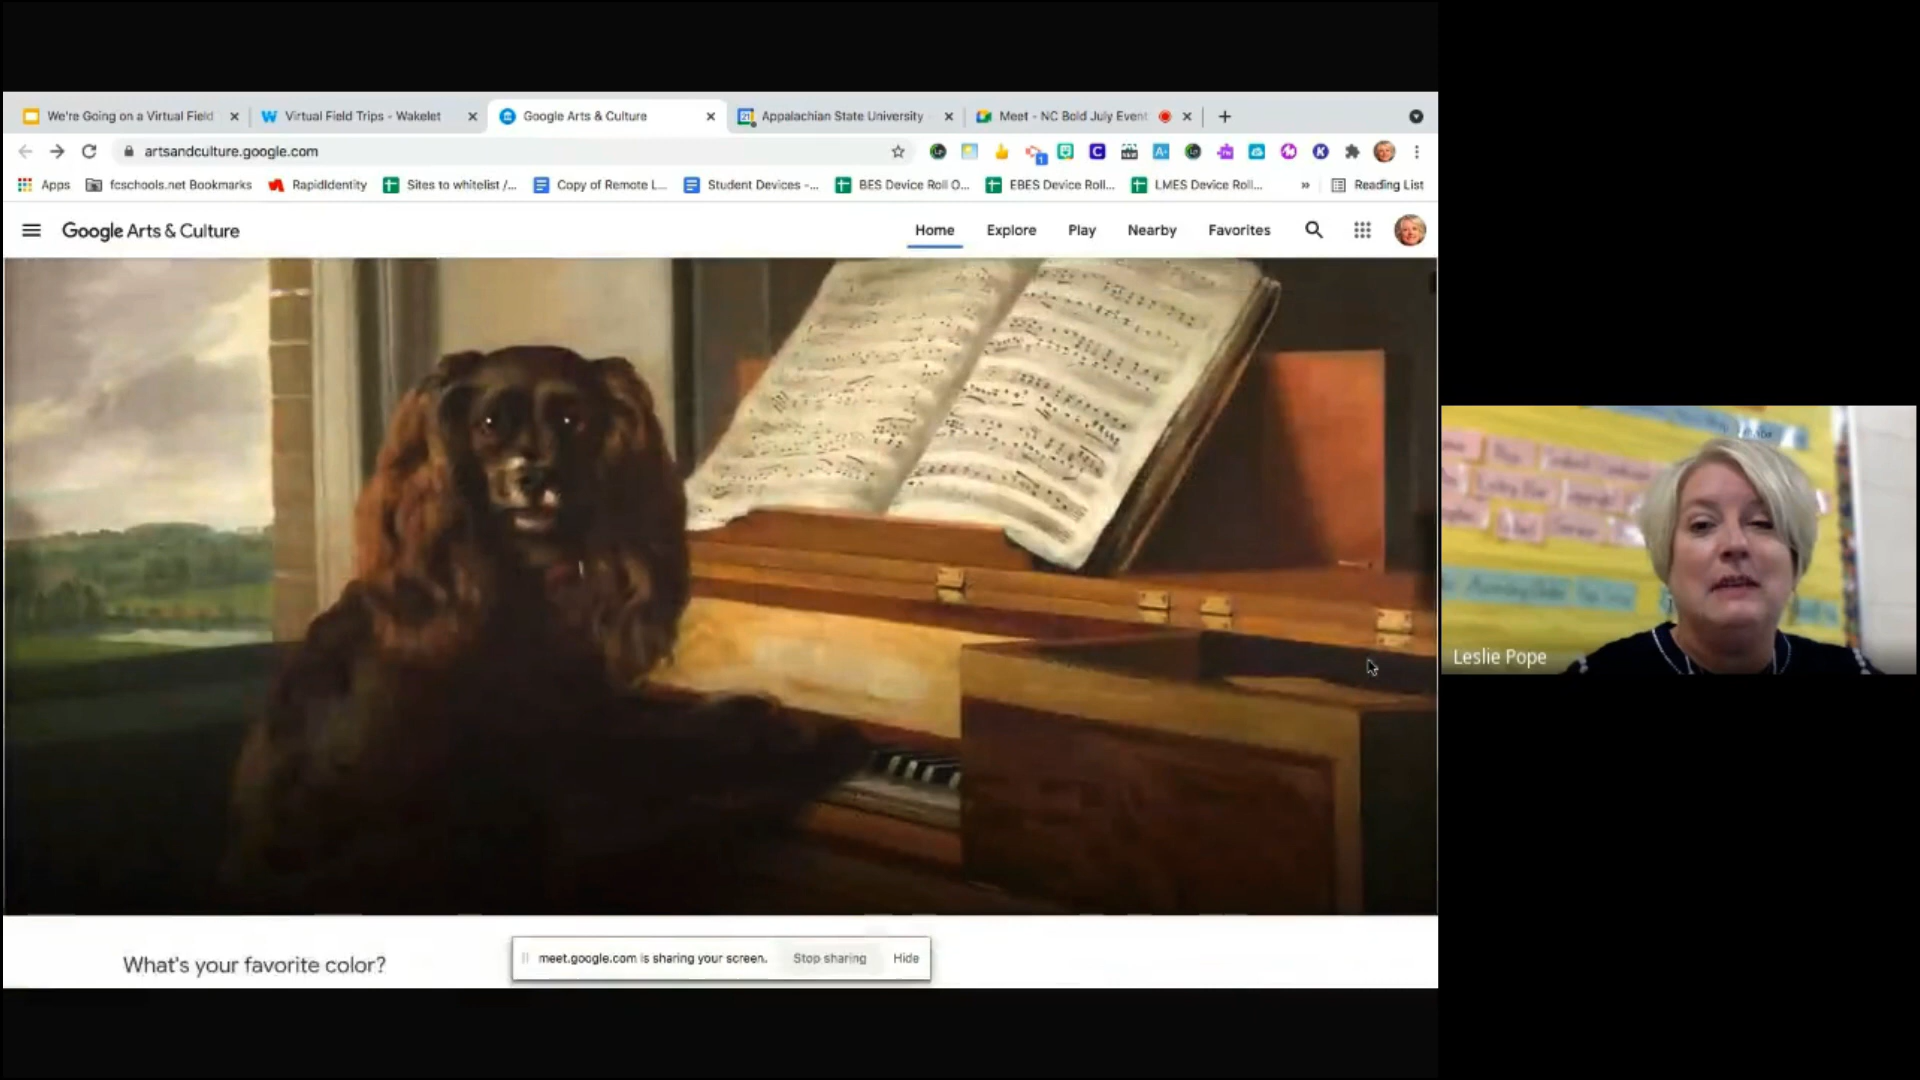 We're Going on a Virtual Field
Virtual Field Trips - Wakelet
Google Arts & Culture
Appalachian State University
Meet - NC Bold July Event
artsandculture.google.com
Apps
fcschools.net Bookmarks
RapidIdentity
Sites to whitelist /...
Copy of Remote L...
Student Devices -...
BES Device Roll O...
EBES Device Roll...
LMES Device Roll...
»
Reading List
Google Arts & Culture
Home
Explore
Play
Nearby
Favorites
Leslie Pope
What's your favorite color?
meet.google.com is sharing your screen.
Stop sharing
Hide